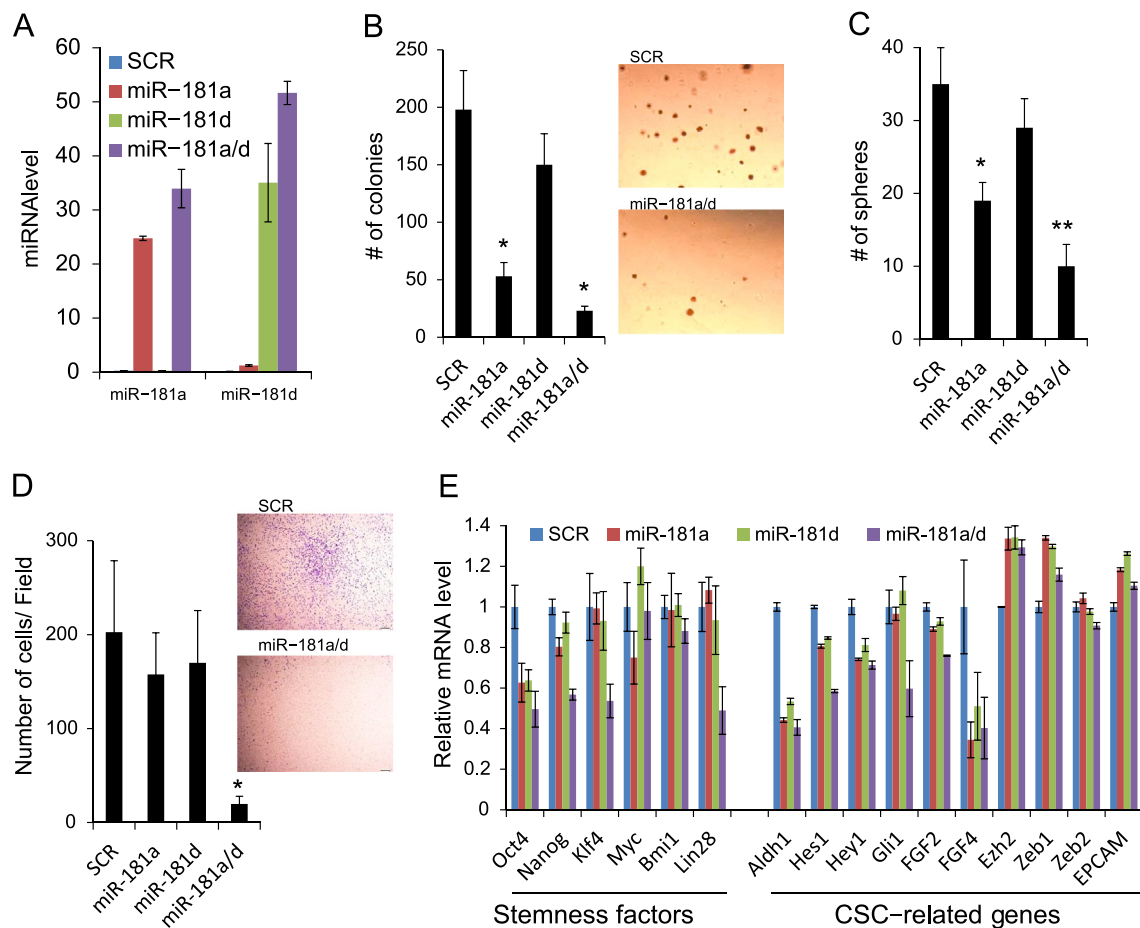 A
SCR
miR−181a
miR−181d
miR−181a/d
miRNAlevel
60
50
40
30
20
10
0
miR−181a
miR−181d
B
# of colonies
250
200
150
100
50
0
*
*
SCR
miR-181a
miR-181d
miR-181a/d
SCR
miR−181a/d
C
# of spheres
40
30
20
10
0
*
**
SCR
miR-181a
miR-181d
miR-181a/d
D
Number of cells/ Field
300
200
100
0
*
SCR
miR-181a
miR-181d
miR-181a/d
SCR
miR−181a/d
E
SCR
miR-181a
miR-181d
miR-181a/d
Relative mRNA level
1.4
1.2
1
0.8
0.6
0.4
0.2
0
Oct4
Nanog
Klf4
Myc
Bmi1
Lin28
Aldh1
Hes1
Hey1
Gli1
FGF2
FGF4
Ezh2
Zeb1
Zeb2
EPCAM
Stemness factors
CSC−related genes